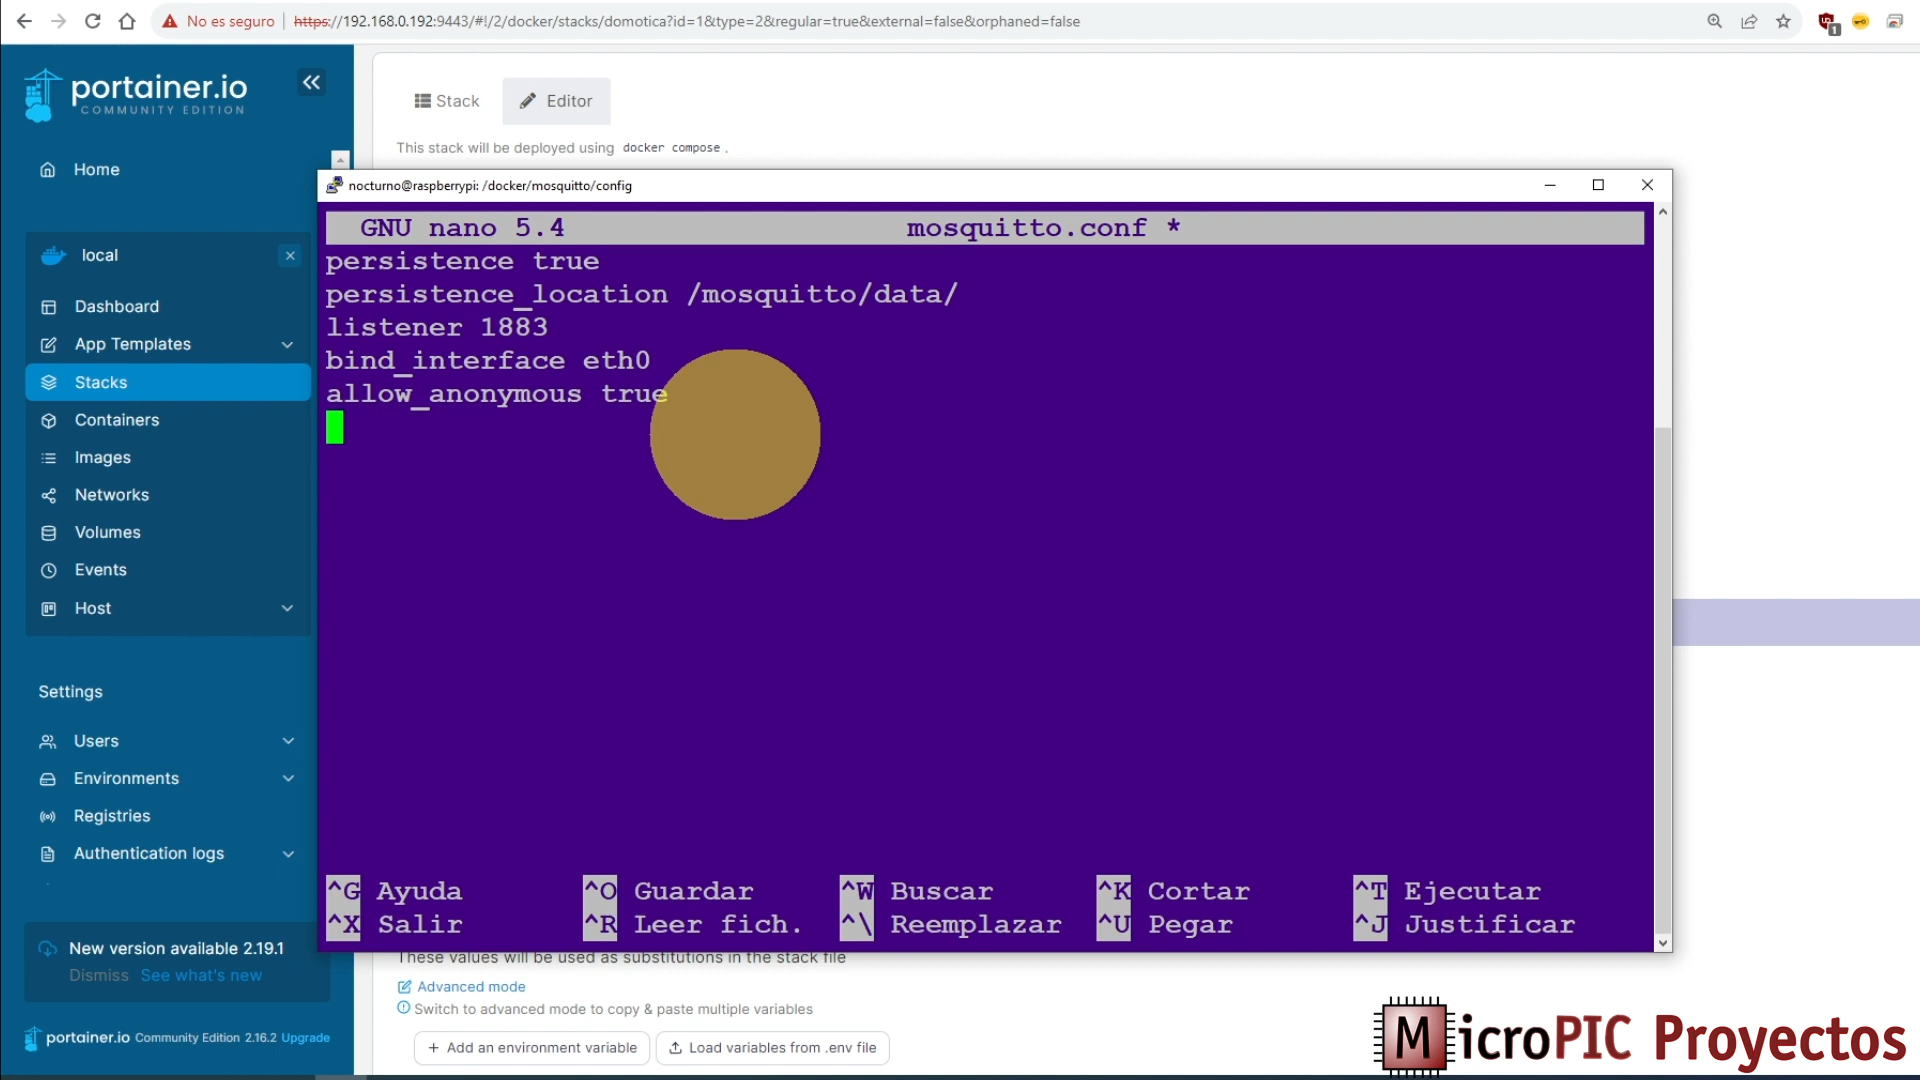 No es seguro https://192.168.0.192:9443/#!/2/docker/stacks/domotica?id=1&type=2&regular=true&external=false&orphaned=false
1
portainer.io
COMMUNITY EDITION
Home
local
Dashboard
App Templates
Stacks
Containers
Images
Networks
Volumes
Events
Host
Settings
Users
Environments
Registries
Authentication logs
New version available 2.19.1
Dismiss See what's new
portainer.io Community Edition 2.16.2 Upgrade
Stack Editor
This stack will be deployed using docker compose .
nocturno@raspberrypi: /docker/mosquitto/config
GNU nano 5.4 mosquitto.conf *
persistence true
persistence_location /mosquitto/data/
listener 1883
bind_interface eth0
allow_anonymous true
^G Ayuda ^O Guardar ^W Buscar ^K Cortar ^T Ejecutar
^X Salir ^R Leer fich. ^\ Reemplazar ^U Pegar ^J Justificar
These values will be used as substitutions in the stack file
Advanced mode
Switch to advanced mode to copy & paste multiple variables
+ Add an environment variable Load variables from .env file
MicroPIC Proyectos